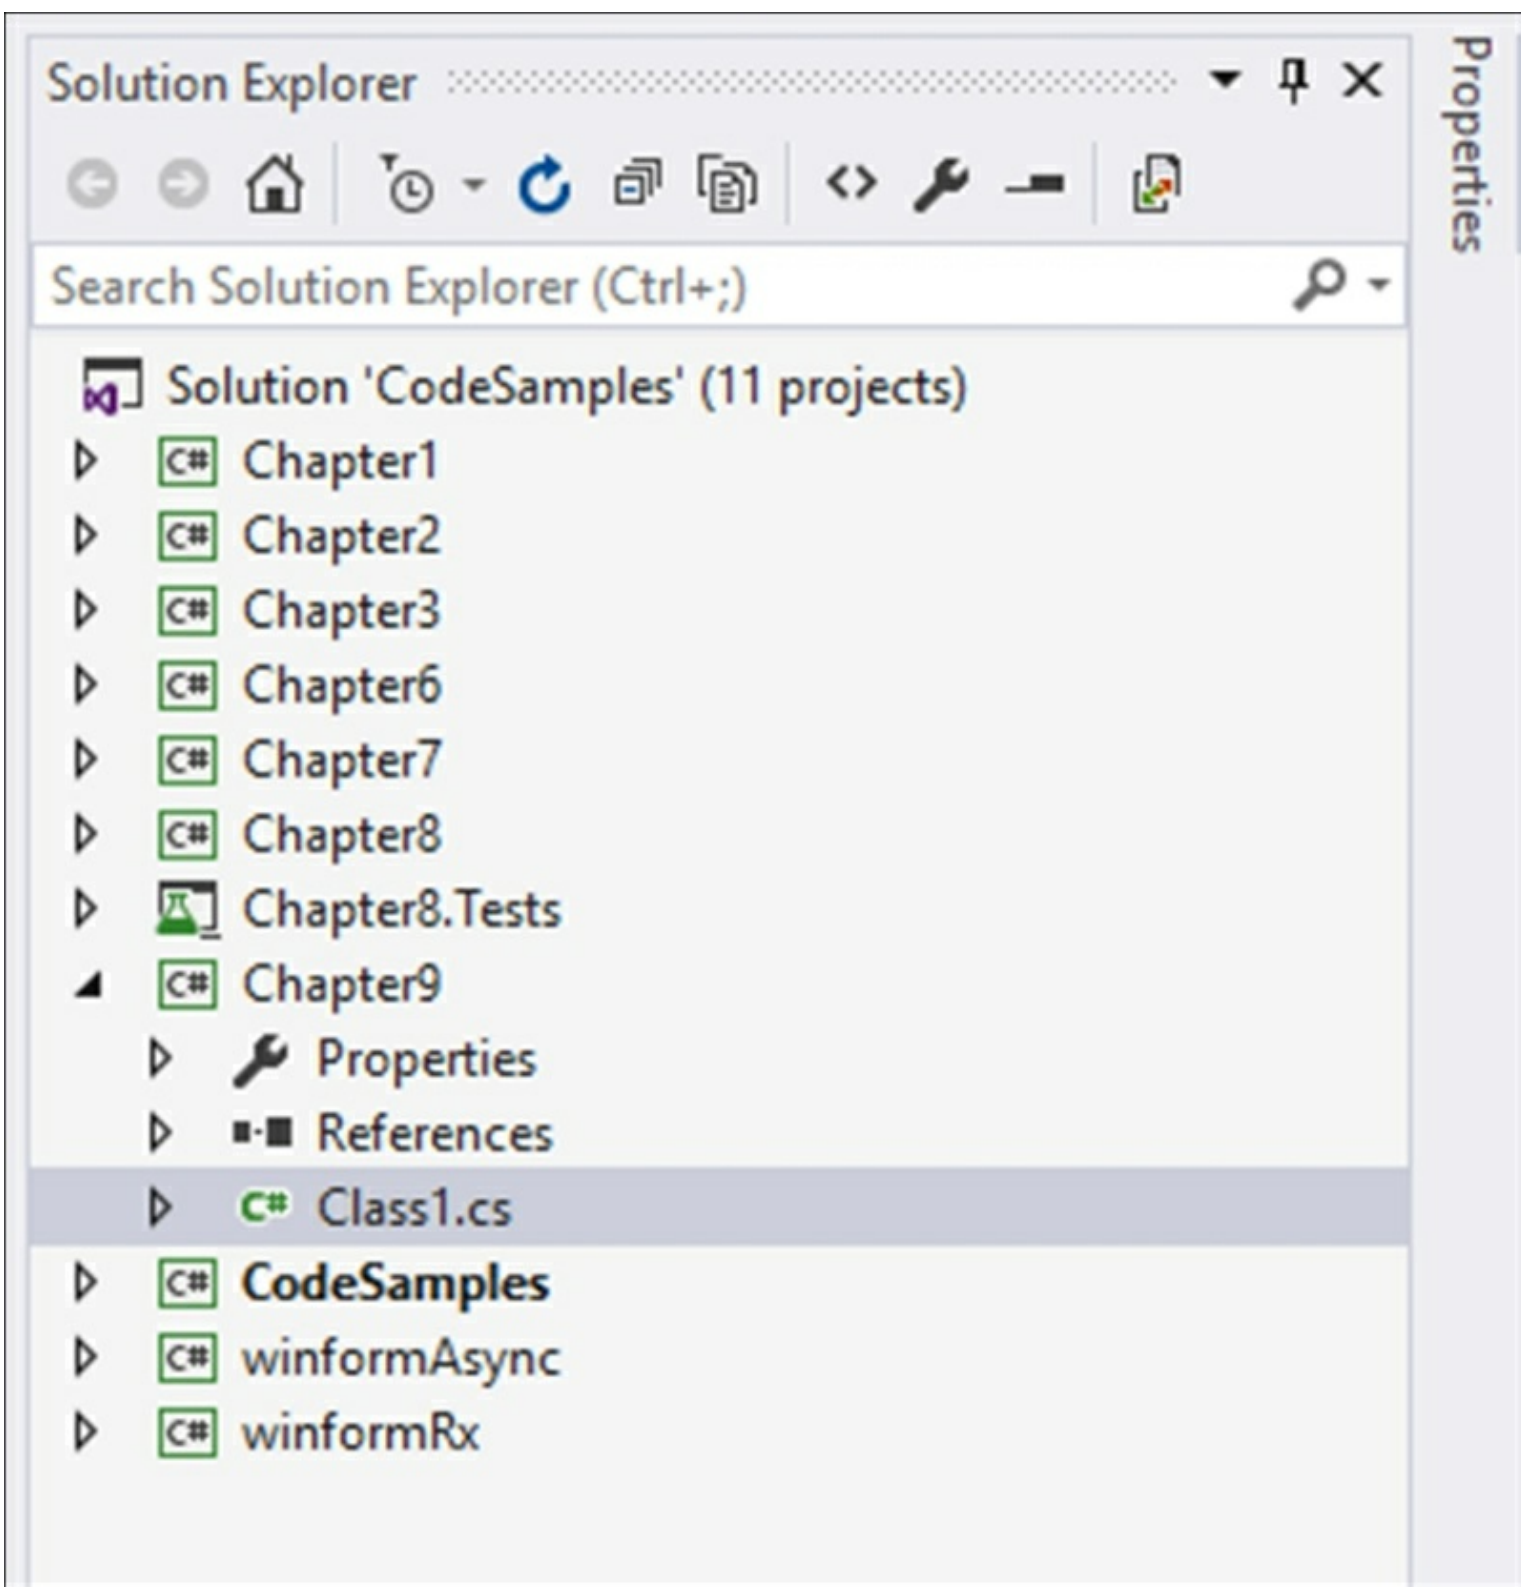 Solution Explorer
Properties
Search Solution Explorer (Ctrl+;)
Solution 'CodeSamples' (11 projects)
C# Chapter1
C# Chapter2
C# Chapter3
C# Chapter6
C# Chapter7
C# Chapter8
Chapter8.Tests
C# Chapter9
Properties
References
C# Class1.cs
C# CodeSamples
C# winformAsync
C# winformRx